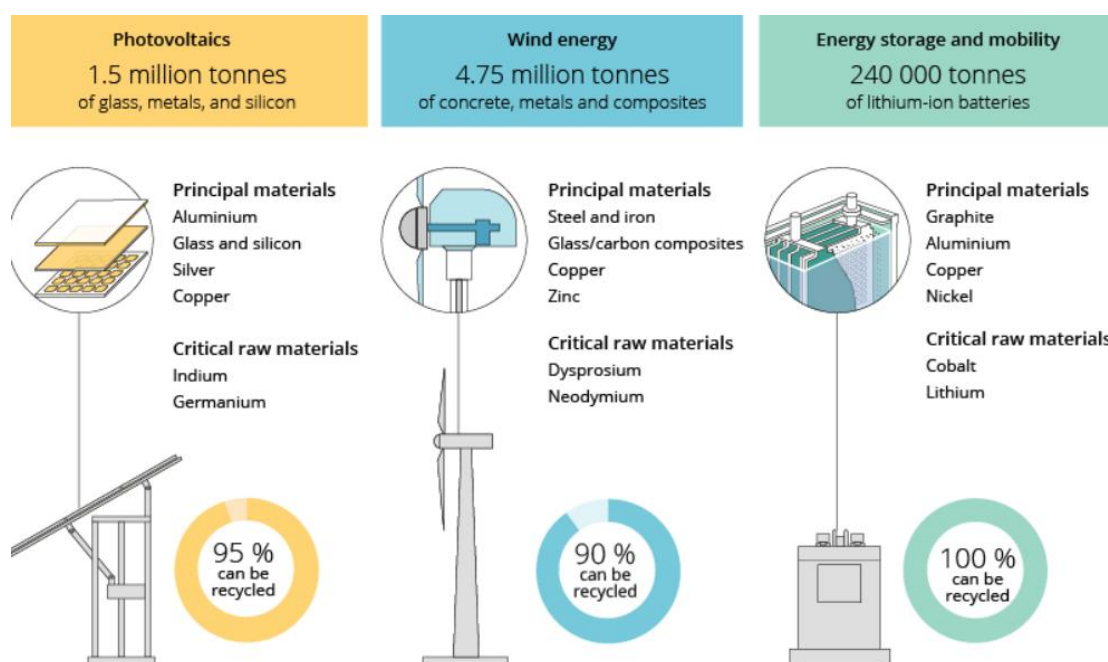 Photovoltaics
1.5 million tonnes
of glass, metals, and silicon
Principal materials
Aluminium
Glass and silicon
Silver
Copper
Critical raw materials
Indium
Germanium
95 %
can be
recycled
Wind energy
4.75 million tonnes
of concrete, metals and composites
Principal materials
Steel and iron
Glass/carbon composites
Copper
Zinc
Critical raw materials
Dysprosium
Neodymium
90 %
can be
recycled
Energy storage and mobility
240 000 tonnes
of lithium-ion batteries
Principal materials
Graphite
Aluminium
Copper
Nickel
Critical raw materials
Cobalt
Lithium
100 %
can be
recycled